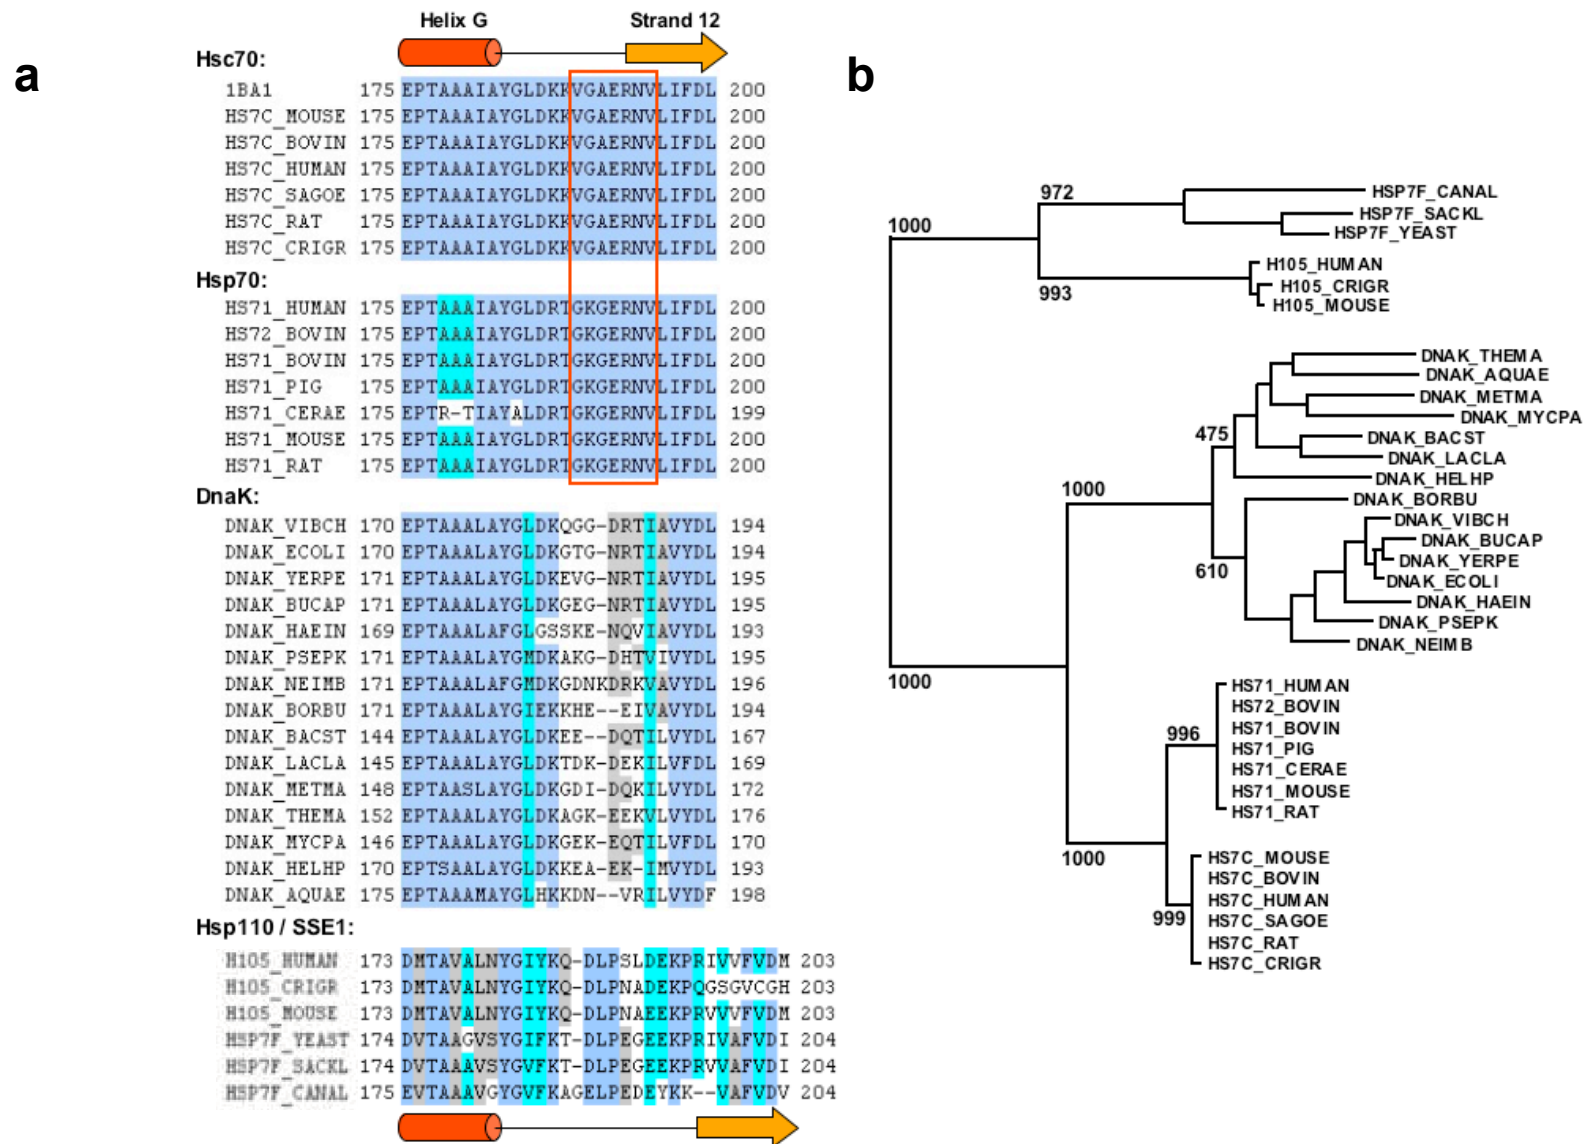 Helix G Strand 12
a
Hsc70:
1BA1 175 EPTAAAIAYGLDKKVGAERNVLIFDL 200
HS7C_MOUSE 175 EPTAAAIAYGLDKKVGAERNVLIFDL 200
HS7C_BOVIN 175 EPTAAAIAYGLDKKVGAERNVLIFDL 200
HS7C_HUMAN 175 EPTAAAIAYGLDKKVGAERNVLIFDL 200
HS7C_SAGOE 175 EPTAAAIAYGLDKKVGAERNVLIFDL 200
HS7C_RAT 175 EPTAAAIAYGLDKKVGAERNVLIFDL 200
HS7C_CRIGR 175 EPTAAAIAYGLDKKVGAERNVLIFDL 200
Hsp70:
HS71_HUMAN 175 EPTAAAIAYGLDRTGKGERNVLIFDL 200
HS72_BOVIN 175 EPTAAAIAYGLDRTGKGERNVLIFDL 200
HS71_BOVIN 175 EPTAAAIAYGLDRTGKGERNVLIFDL 200
HS71_PIG 175 EPTAAAIAYGLDRTGKGERNVLIFDL 200
HS71_CERAE 175 EPTR-TIAYALDRTGKGERNVLIFDL 199
HS71_MOUSE 175 EPTAAAIAYGLDRTGKGERNVLIFDL 200
HS71_RAT 175 EPTAAAIAYGLDRTGKGERNVLIFDL 200
DnaK:
DNAK_VIBCH 170 EPTAAALAYGLDKQGG-DRTIAVYDL 194
DNAK_ECOLI 170 EPTAAALAYGLDKGTG-NRTIAVYDL 194
DNAK_YERPE 171 EPTAAALAYGLDKEVG-NRTIAVYDL 195
DNAK_BUCAP 171 EPTAAALAYGLDKGEG-NRTIAVYDL 195
DNAK_HAEIN 169 EPTAAALAFGLGSSKE-NQVIAVYDL 193
DNAK_PSEPK 171 EPTAAALAYGMDKAKG-DHTVIVYDL 195
DNAK_NEIMB 171 EPTAAALAFGMDKGDNKDRKVAVYDL 196
DNAK_BORBU 171 EPTAAALAYGIEKKHE--EIVAVYDL 194
DNAK_BACST 144 EPTAAALAYGLDKEE--DQTILVYDL 167
DNAK_LACLA 145 EPTAAALAYGLDKTDK-DEKILVFDL 169
DNAK_METMA 148 EPTAASLAYGLDKGDI-DQKILVYDL 172
DNAK_THEMA 152 EPTAAALAYGLDKAGK-EEKVLVYDL 176
DNAK_MYCPA 146 EPTAAALAYGLDKGEK-EQTILVFDL 170
DNAK_HELHP 170 EPTSAALAYGLDKKEA-EK-IMVYDL 193
DNAK_AQUAE 175 EPTAAAMAYGLHKKDN--VRILVYDF 198
Hsp110 / SSE1:
H105_HUMAN 173 DMTAVALNYGIYKQ-DLPSLDEKPRIVVFVDM 203
H105_CRIGR 173 DMTAVALNYGIYKQ-DLPNADEKPQGSGVCGH 203
H105_MOUSE 173 DMTAVALNYGIYKQ-DLPNAEEKPRVVVFVDM 203
HSP7F_YEAST 174 DVTAAGVSYGIFKT-DLPEGEEKPRIVAFVDI 204
HSP7F_SACKL 174 DVTAAAVSYGVFKT-DLPEGEEKPRVVAFVDI 204
HSP7F_CANAL 175 EVTAAAVGYGVFKAGELPEDEYKK--VAFVDV 204
b
972 HSP7F_CANAL
HSP7F_SACKL
1000 HSP7F_YEAST
H105_HUMAN
993 H105_CRIGR
H105_MOUSE
DNAK_THEMA
DNAK_AQUAE
DNAK_METMA
DNAK_MYCPA
475 DNAK_BACST
DNAK_LACLA
DNAK_HELHP
1000 DNAK_BORBU
DNAK_VIBCH
DNAK_BUCAP
DNAK_YERPE
610 DNAK_ECOLI
DNAK_HAEIN
DNAK_PSEPK
DNAK_NEIMB
1000 HS71_HUMAN
HS72_BOVIN
996 HS71_BOVIN
HS71_PIG
HS71_CERAE
HS71_MOUSE
HS71_RAT
1000 HS7C_MOUSE
HS7C_BOVIN
HS7C_HUMAN
999 HS7C_SAGOE
HS7C_RAT
HS7C_CRIGR